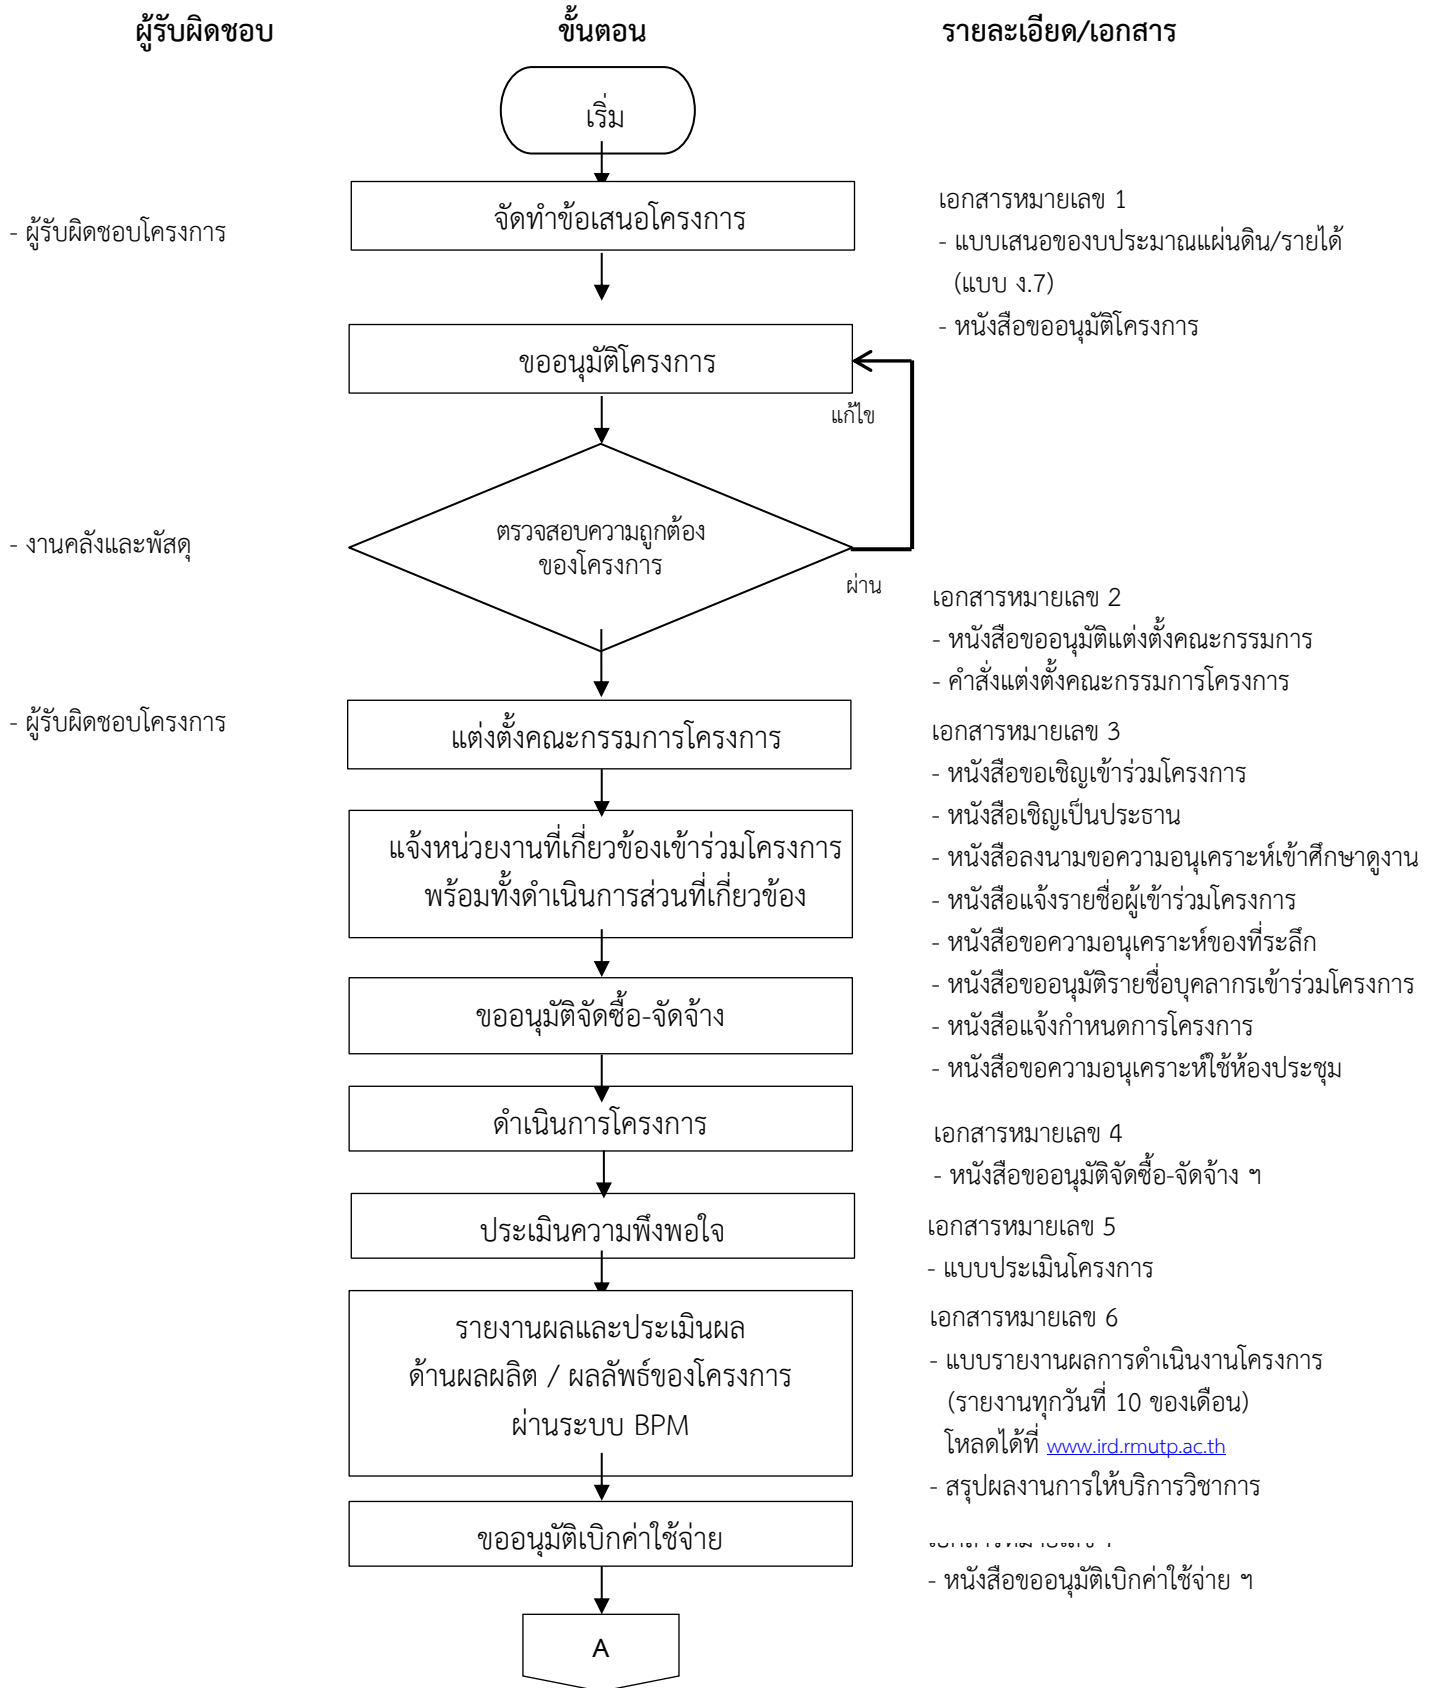 ผู้รับผิดชอบ ขั้นตอน รายละเอียด/เอกสาร
เริ่ม
- ผู้รับผิดชอบโครงการ
จัดทำข้อเสนอโครงการ
เอกสารหมายเลข 1
- แบบเสนอของบประมาณแผ่นดิน/รายได้
(แบบ ง.7)
- หนังสือขออนุมัติโครงการ
ขออนุมัติโครงการ
แก้ไข
- งานคลังและพัสดุ
ตรวจสอบความถูกต้อง
ของโครงการ
ผ่าน
เอกสารหมายเลข 2
- หนังสือขออนุมัติแต่งตั้งคณะกรรมการ
- คำสั่งแต่งตั้งคณะกรรมการโครงการ
- ผู้รับผิดชอบโครงการ
แต่งตั้งคณะกรรมการโครงการ
เอกสารหมายเลข 3
- หนังสือขอเชิญเข้าร่วมโครงการ
- หนังสือเชิญเป็นประธาน
- หนังสือลงนามขอความอนุเคราะห์เข้าศึกษาดูงาน
- หนังสือแจ้งรายชื่อผู้เข้าร่วมโครงการ
- หนังสือขอความอนุเคราะห์ของที่ระลึก
- หนังสือขออนุมัติรายชื่อบุคลากรเข้าร่วมโครงการ
- หนังสือแจ้งกำหนดการโครงการ
- หนังสือขอความอนุเคราะห์ใช้ห้องประชุม
แจ้งหน่วยงานที่เกี่ยวข้องเข้าร่วมโครงการ
พร้อมทั้งดำเนินการส่วนที่เกี่ยวข้อง
ขออนุมัติจัดซื้อ-จัดจ้าง
ดำเนินการโครงการ
เอกสารหมายเลข 4
- หนังสือขออนุมัติจัดซื้อ-จัดจ้าง ฯ
ประเมินความพึงพอใจ
เอกสารหมายเลข 5
- แบบประเมินโครงการ
รายงานผลและประเมินผล
ด้านผลผลิต / ผลลัพธ์ของโครงการ
ผ่านระบบ BPM
เอกสารหมายเลข 6
- แบบรายงานผลการดำเนินงานโครงการ
(รายงานทุกวันที่ 10 ของเดือน)
โหลดได้ที่ www.ird.rmutp.ac.th
- สรุปผลงานการให้บริการวิชาการ
ขออนุมัติเบิกค่าใช้จ่าย
- หนังสือขออนุมัติเบิกค่าใช้จ่าย ฯ
A